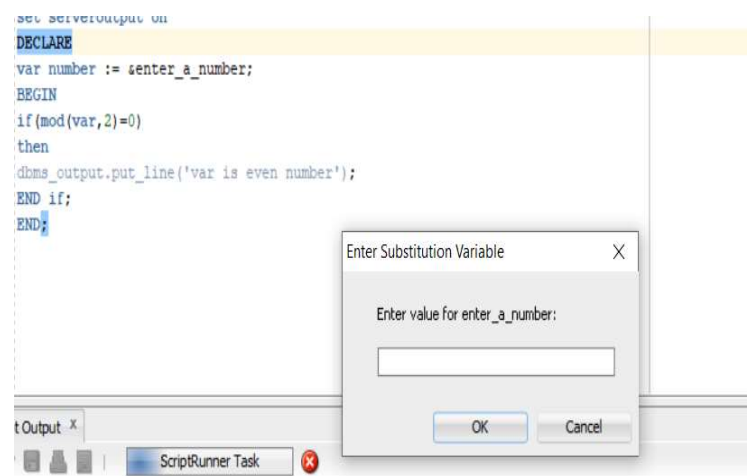 set serveroutput on
DECLARE
var number := &enter_a_number;
BEGIN
if(mod(var,2)=0)
then
dbms_output.put_line('var is even number');
END if;
END;
Enter Substitution Variable
Enter value for enter_a_number:
OK
Cancel
t Output
ScriptRunner Task